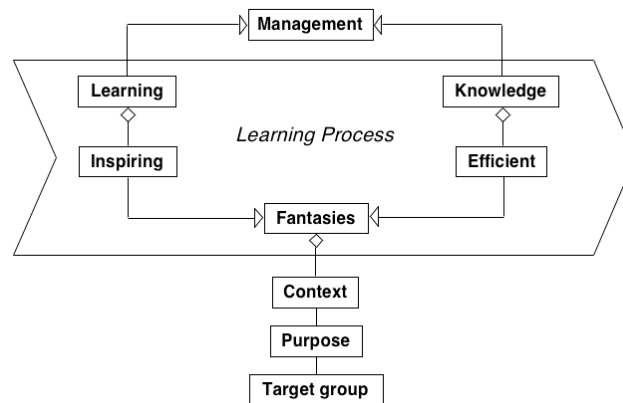 Management
Learning
Knowledge
Learning Process
Inspiring
Efficient
Fantasies
Context
Purpose
Target group